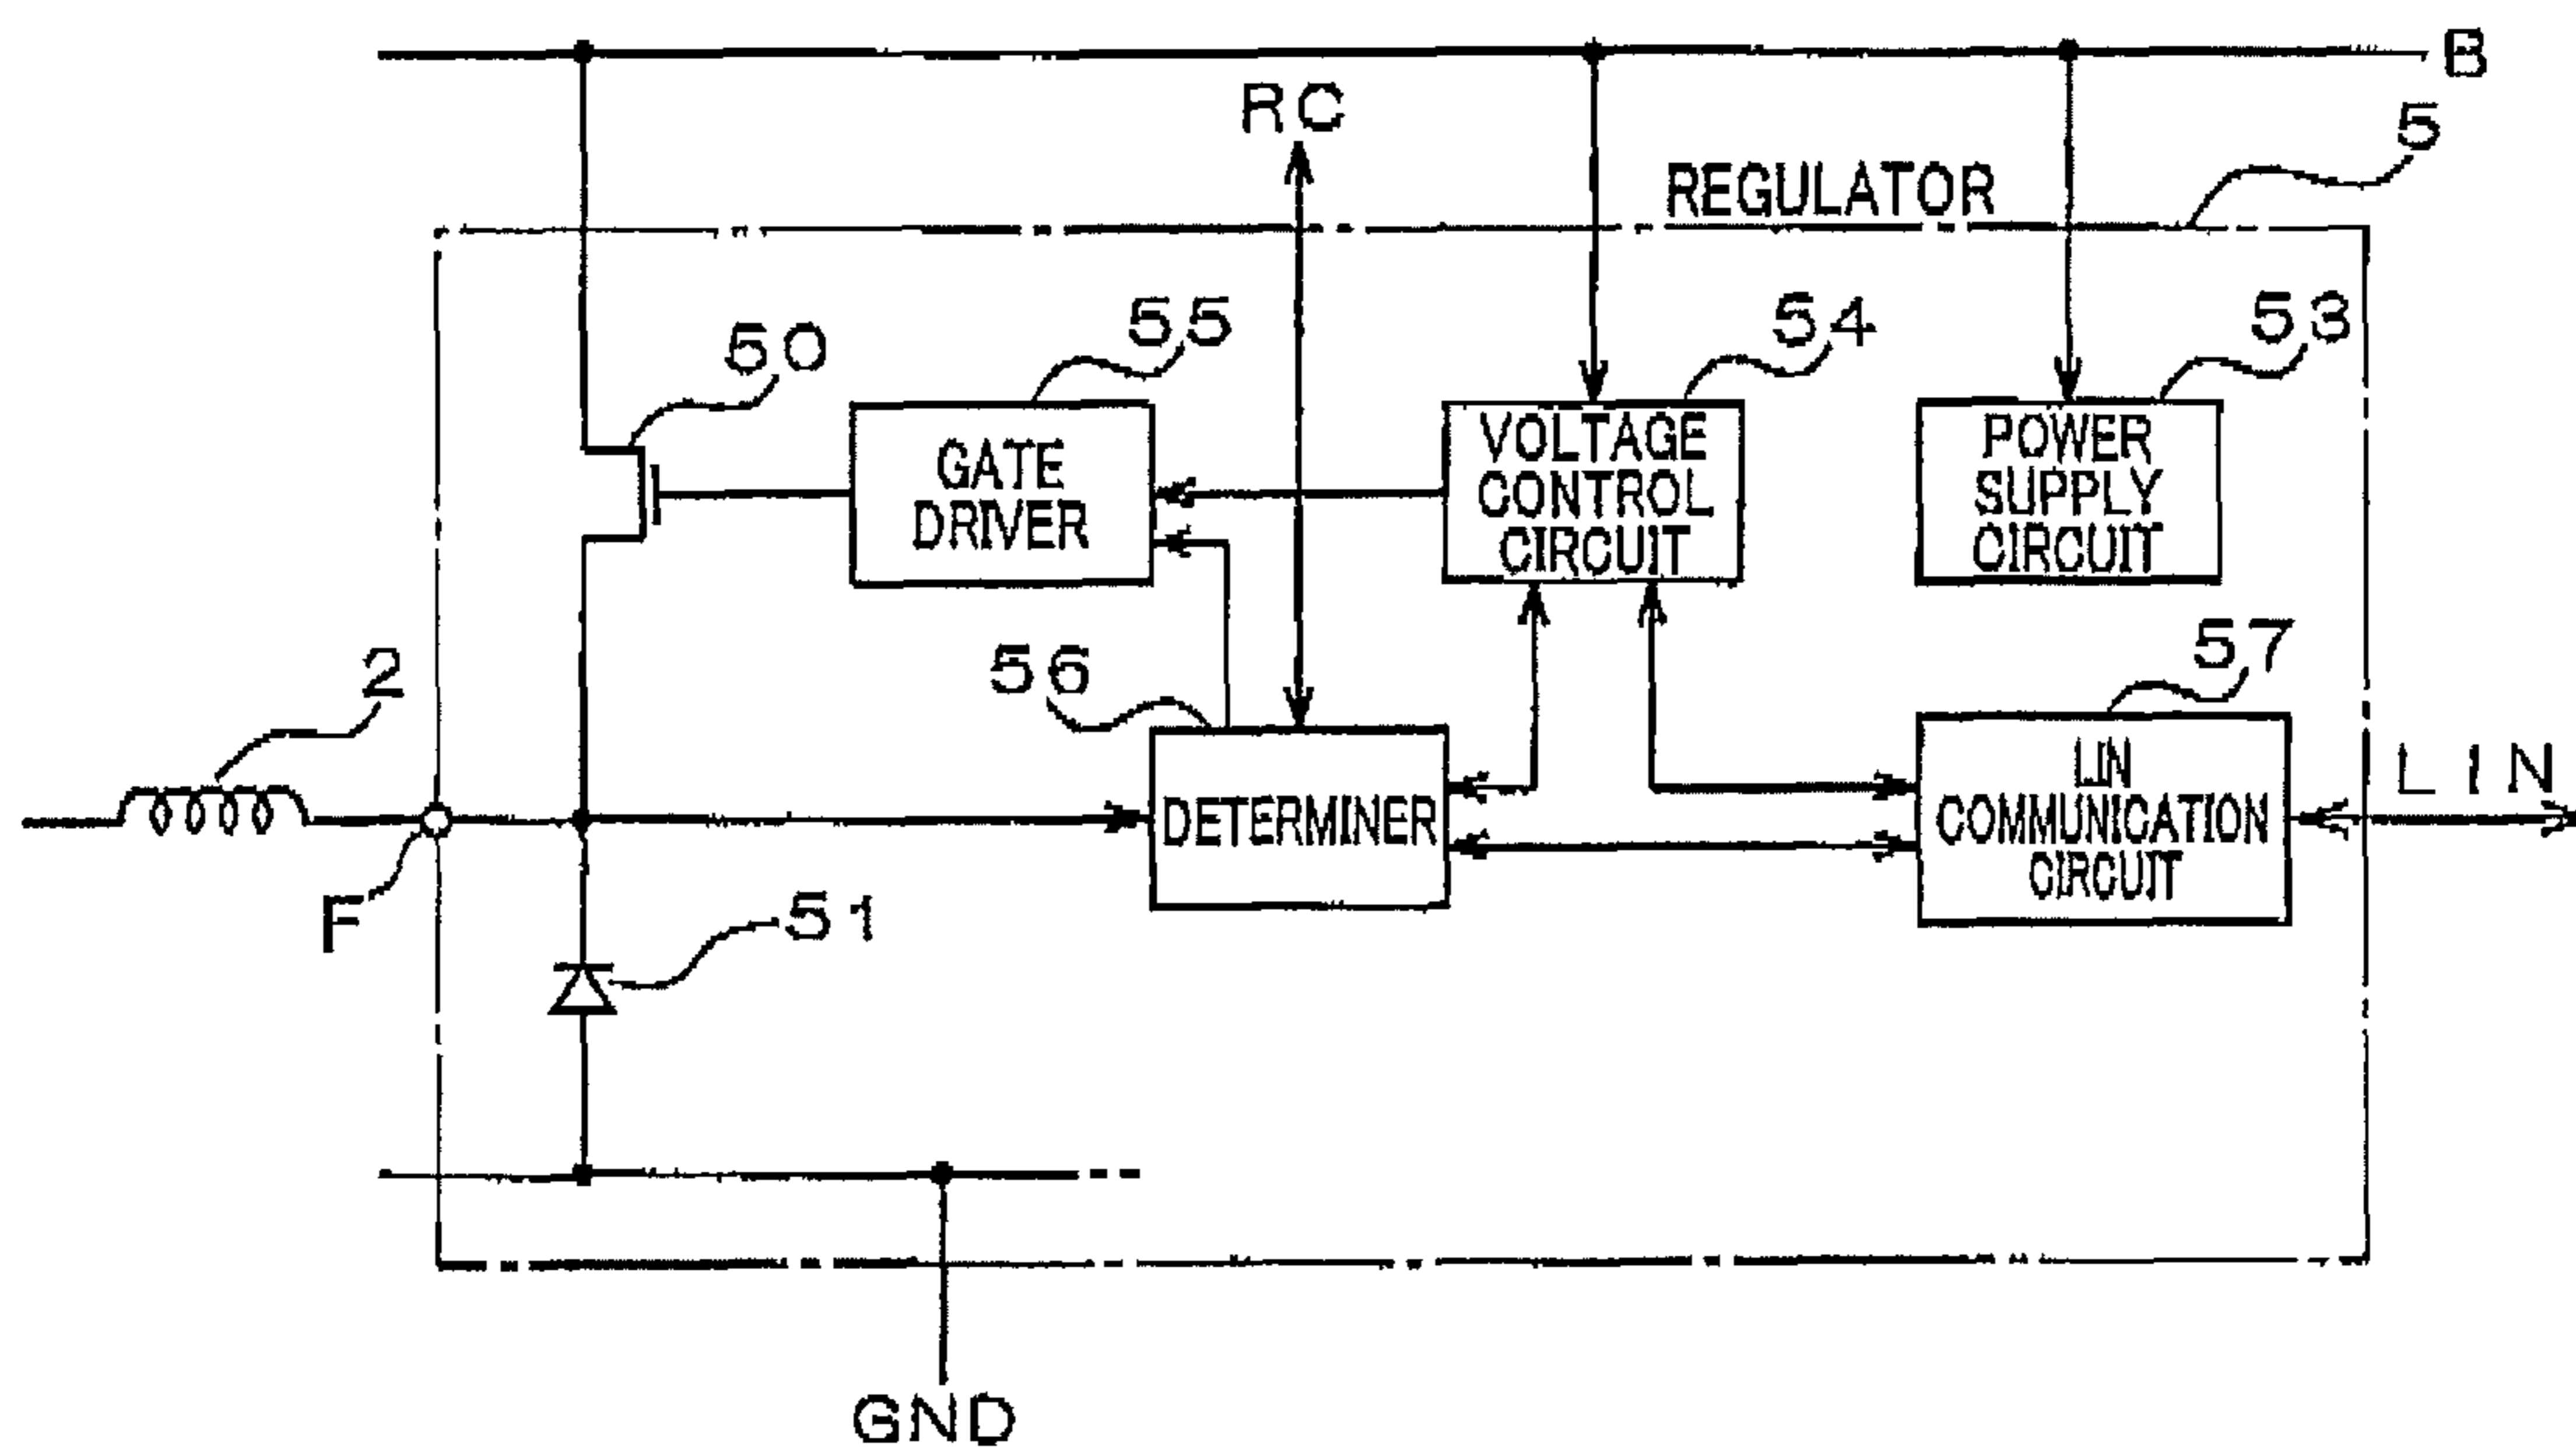 B
RC
5
REGULATOR
50
55
54
53
GATE
DRIVER
VOLTAGE
CONTROL
CIRCUIT
POWER
SUPPLY
CIRCUIT
2
56
57
DETERMINER
LIN
COMMUNICATION
CIRCUIT
LIN
F
51
GND